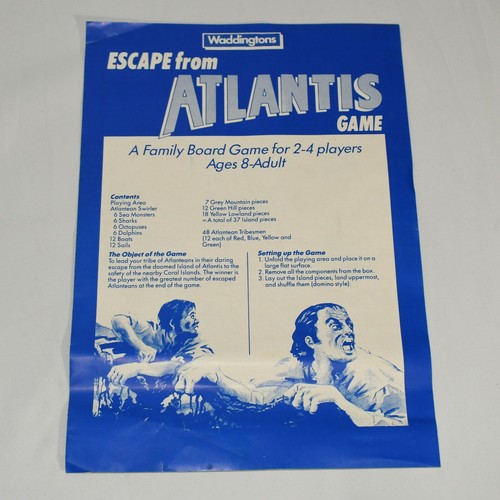 Waddingtons
ESCAPE from
ATLANTIS
GAME
A Family Board Game for 2-4 players
Ages 8-Adult
Contents
Playing Area
Atlantean Swirler
6 Sea Monsters
6 Sharks
6 Octopuses
6 Dolphins
12 Boats
12 Sails
7 Grey Mountain pieces
12 Green Hill pieces
18 Yellow Lowland pieces
= A total of 37 Island pieces
48 Atlantean Tribesmen
(12 each of Red, Blue, Yellow and
Green)
The Object of the Game
To lead your tribe of Atlanteans in their daring
escape from the doomed Island of Atlantis to the
safety of the nearby Coral Islands. The winner is
the player with the greatest number of escaped
Atlanteans at the end of the game.
Setting up the Game
1. Unfold the playing area and place it on a
large flat surface.
2. Remove all the components from the box.
3. Lay out the Island pieces, land uppermost,
and shuffle them (domino style).